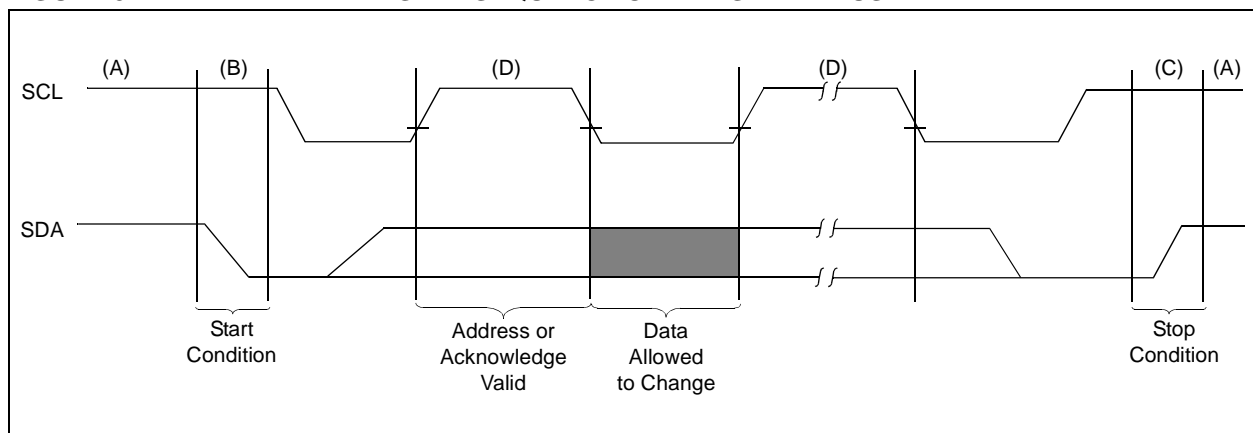 (A)
(B)
(D)
(D)
(C)
(A)
SCL
SDA
Start
Condition
Address or
Acknowledge
Valid
Data
Allowed
to Change
Stop
Condition